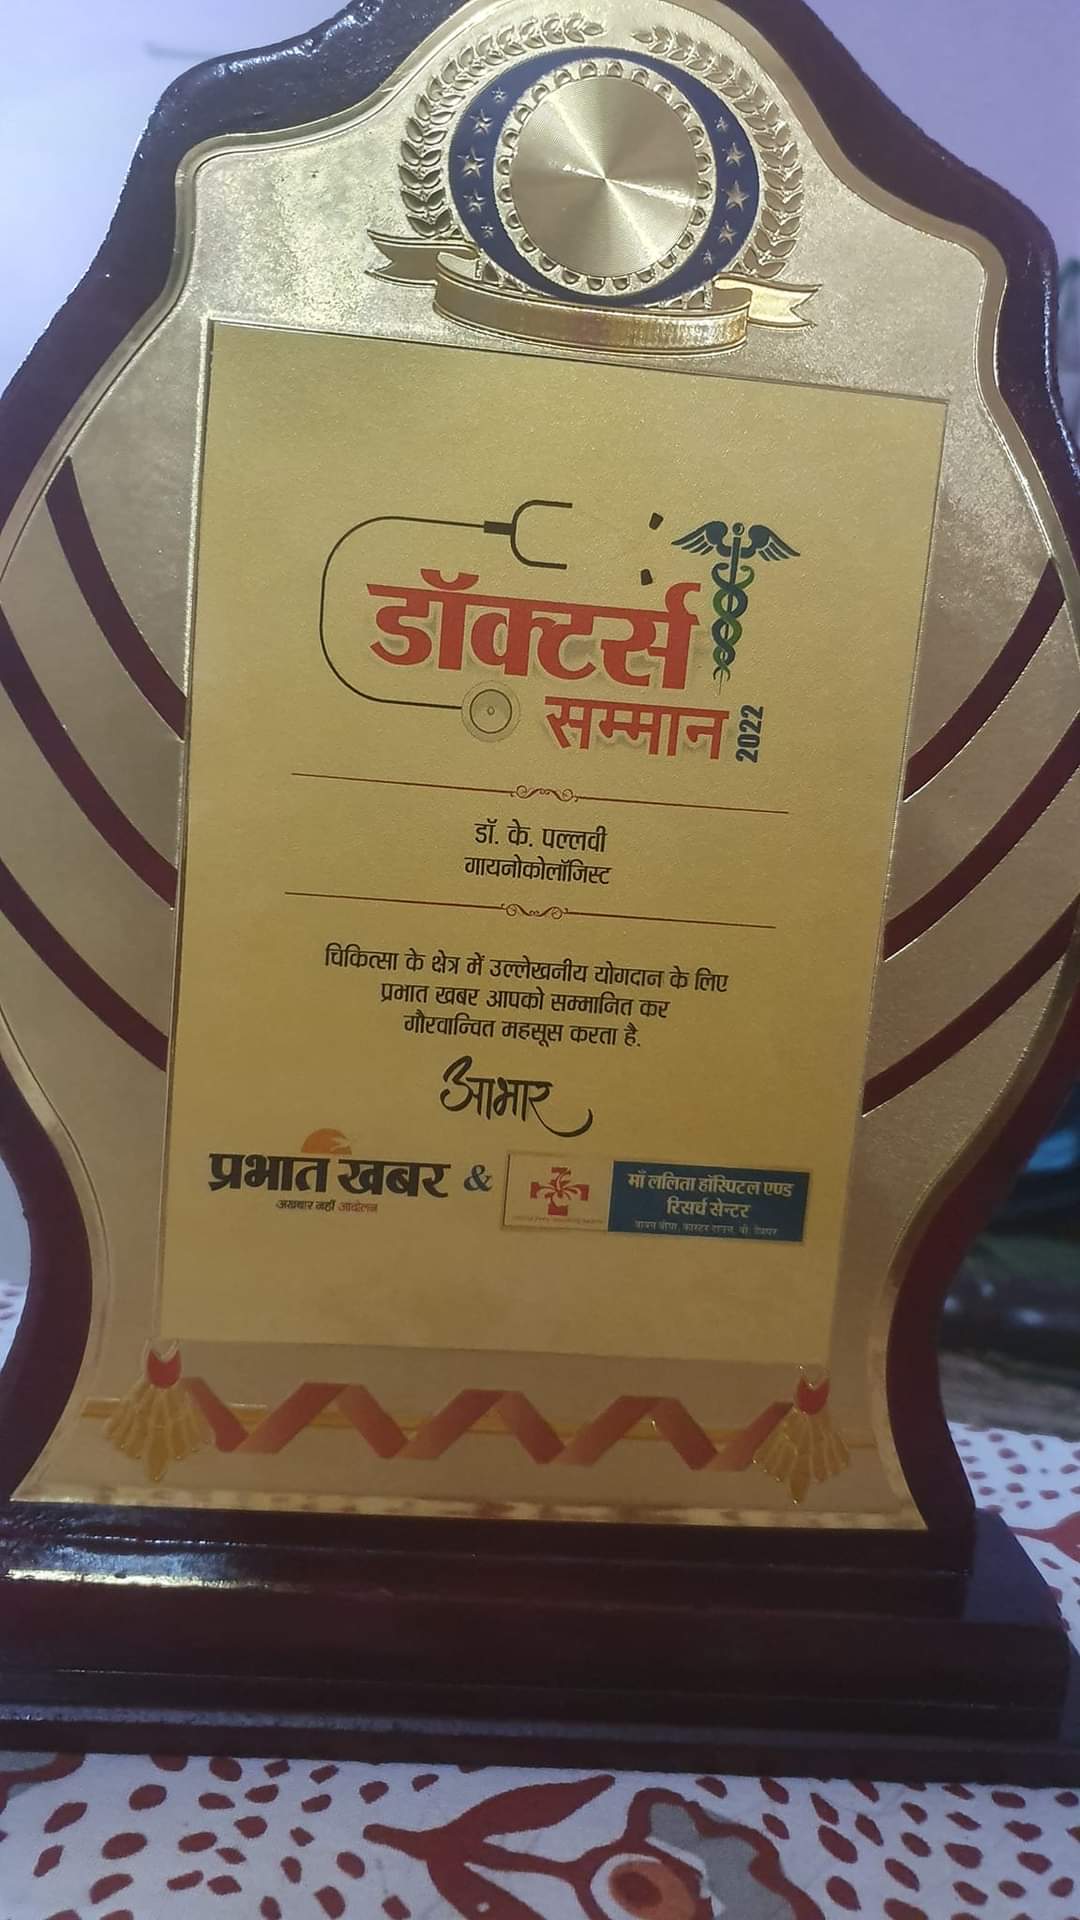 डॉक्टर्स
सम्मान 2022
डॉ. के. पल्लवी
गायनोकोलॉजिस्ट
चिकित्सा के क्षेत्र में उल्लेखनीय योगदान के लिए
प्रभात खबर आपको सम्मानित कर
गौरवान्वित महसूस करता है.
आभार
प्रभात खबर &
अखबार नहीं आंदोलन
माँ ललिता हॉस्पिटल एण्ड
रिसर्च सेन्टर